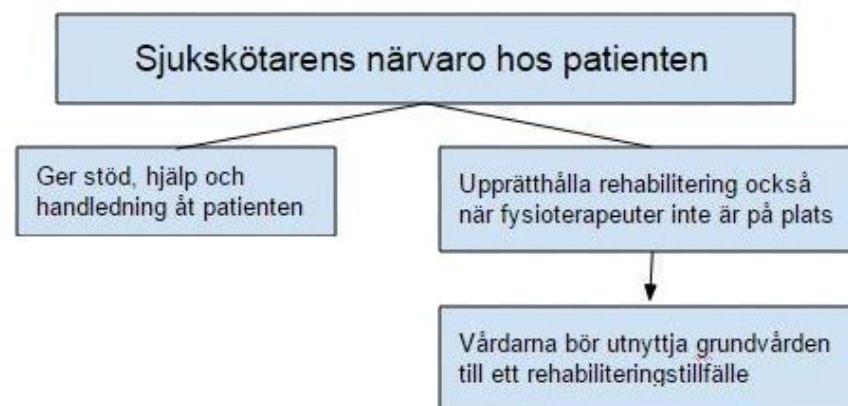 Sjukskötarens närvaro hos patienten
Ger stöd, hjälp och
handledning åt patienten
Upprätthålla rehabilitering också
när fysioterapeuter inte är på plats
Vårdarna bör utnyttja grundvården
till ett rehabiliteringstillfälle